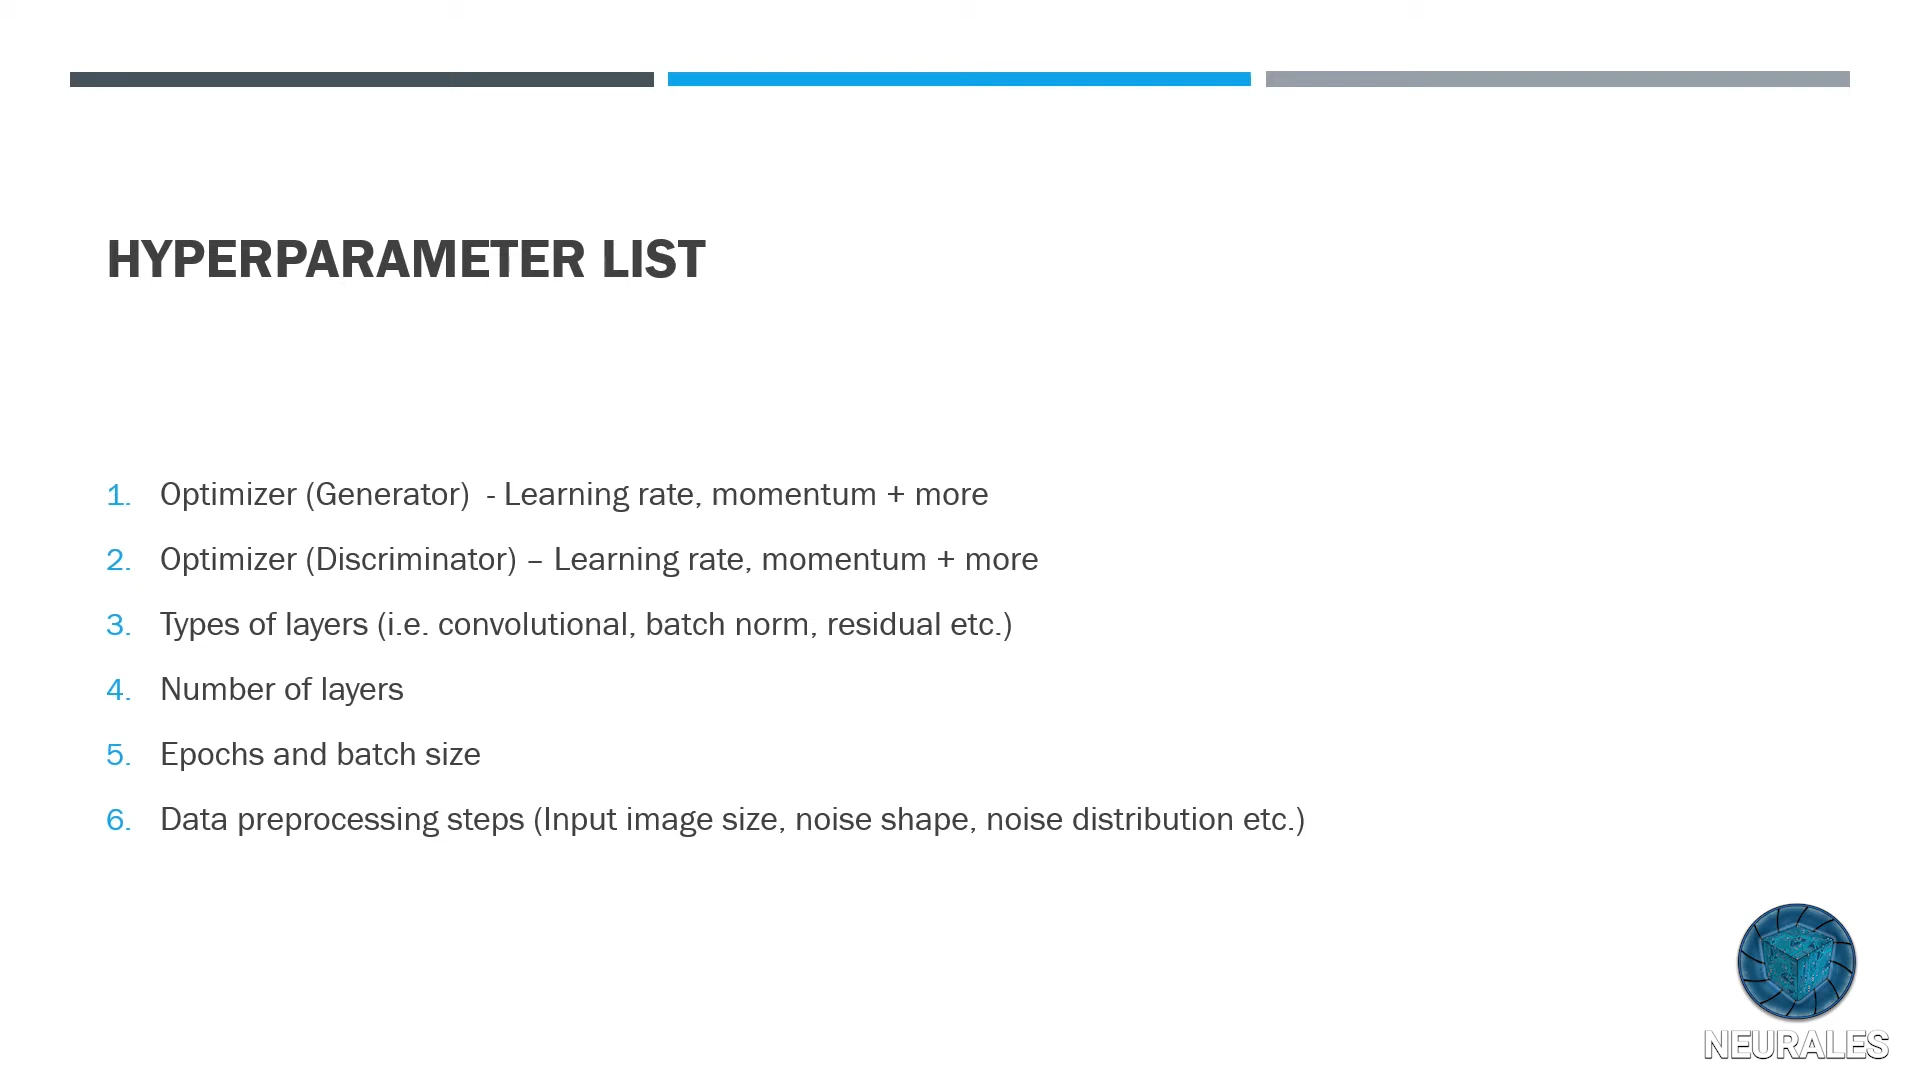 HYPERPARAMETER LIST
1. Optimizer (Generator)  - Learning rate, momentum + more
2. Optimizer (Discriminator) – Learning rate, momentum + more
3. Types of layers (i.e. convolutional, batch norm, residual etc.)
4. Number of layers
5. Epochs and batch size
6. Data preprocessing steps (Input image size, noise shape, noise distribution etc.)
NEURALES